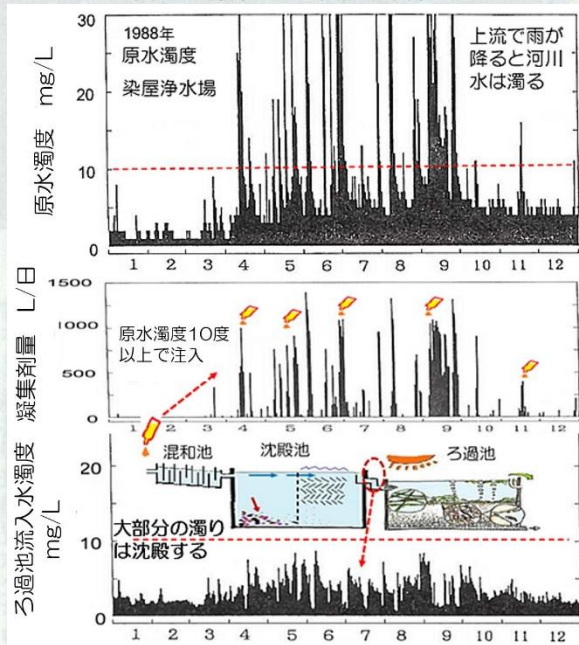 1988年
原水濁度
染屋浄水場
上流で雨が
降ると河川
水は濁る
原水濁度 mg/L
30
20
10
0
1 2 3 4 5 6 7 8 9 10 11 12
凝集剤量 L/日
1500
1000
500
0
原水濁度10度
以上で注入
1 2 3 4 5 6 7 8 9 10 11 12
ろ過池流入水濁度
mg/L
20
10
0
混和池
沈殿池
ろ過池
大部分の濁り
は沈殿する
1 2 3 4 5 6 7 8 9 10 11 12